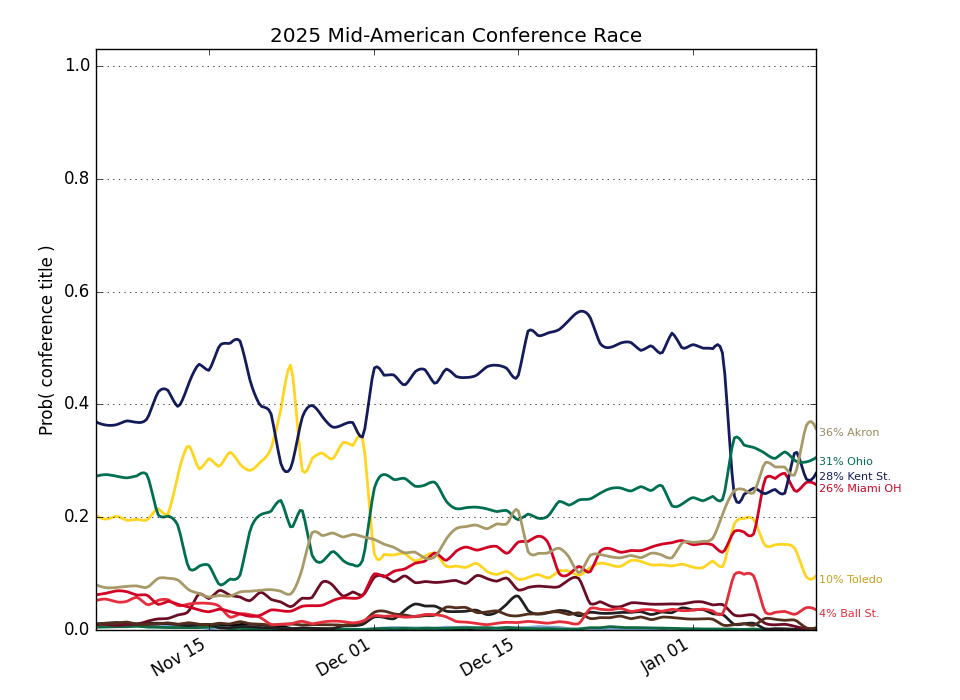 2025 Mid-American Conference Race
Prob( conference title )
1.0
0.8
0.6
0.4
0.2
0.0
Nov 15
Dec 01
Dec 15
Jan 01
36% Akron
31% Ohio
28% Kent St.
26% Miami OH
10% Toledo
4% Ball St.